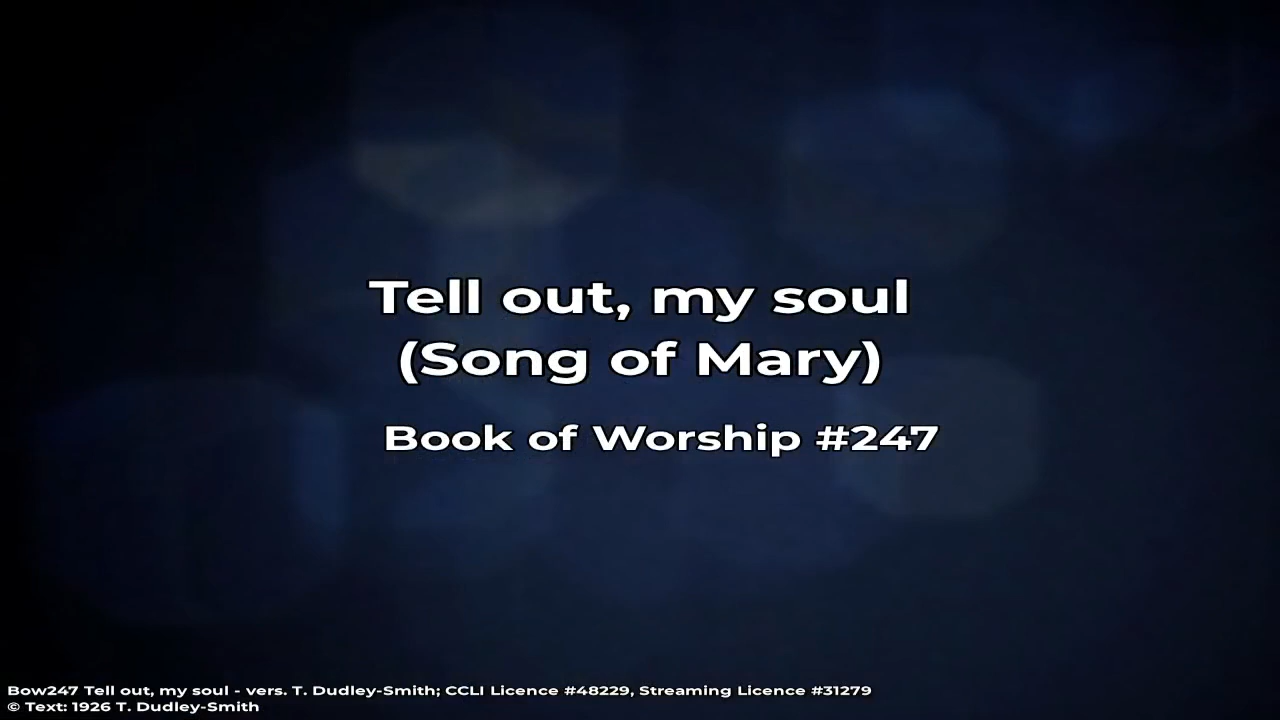 Tell out, my soul
(Song of Mary)
Book of Worship #247
Bow247 Tell out, my soul - vers. T. Dudley-Smith; CCLI Licence #48229, Streaming Licence #31279
© Text: 1926 T. Dudley-Smith